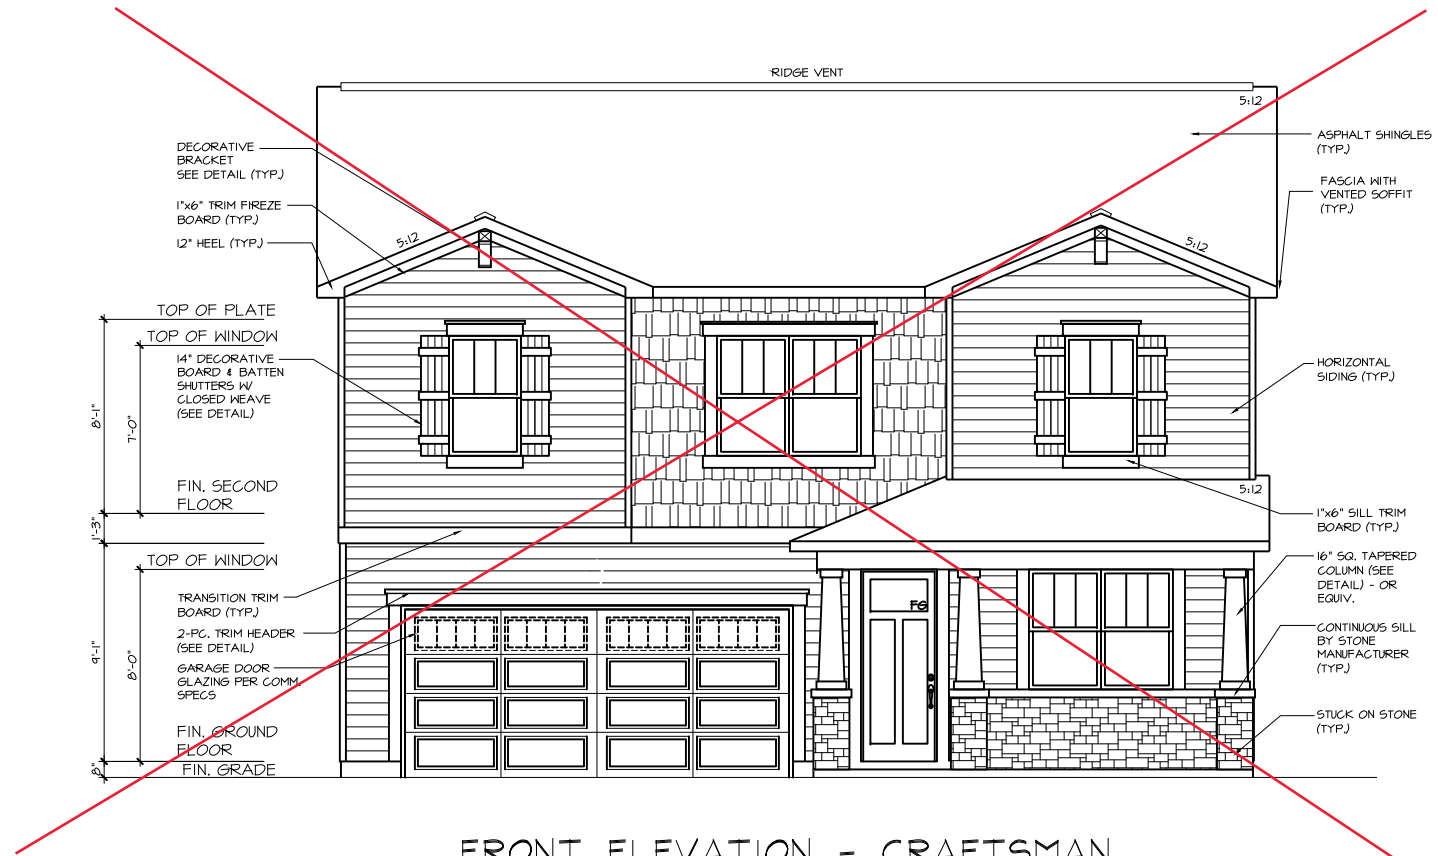 RIDGE VENT
5:12
ASPHALT SHINGLES
(TYP.)
DECORATIVE
BRACKET
SEE DETAIL (TYP.)
FASCIA WITH
VENTED SOFFIT
(TYP.)
1"x6" TRIM FIREZE
BOARD (TYP.)
12" HEEL (TYP.)
5:12
5:12
TOP OF PLATE
TOP OF WINDOW
14" DECORATIVE
BOARD & BATTEN
SHUTTERS W/
CLOSED WEAVE
(SEE DETAIL)
HORIZONTAL
SIDING (TYP.)
8'-1"
7'-0"
FIN. SECOND
FLOOR
5:12
1"x6" SILL TRIM
BOARD (TYP.)
1'-3"
TOP OF WINDOW
16" SQ. TAPERED
COLUMN (SEE
DETAIL) - OR
EQUIV.
TRANSITION TRIM
BOARD (TYP.)
FG
2-PC. TRIM HEADER
(SEE DETAIL)
CONTINUOUS SILL
BY STONE
MANUFACTURER
(TYP.)
9'-1"
8'-0"
GARAGE DOOR
GLAZING PER COMM.
SPECS
STUCK ON STONE
(TYP.)
FIN. GROUND
FLOOR
8"
FIN. GRADE
FRONT ELEVATION - CRAFTSMAN